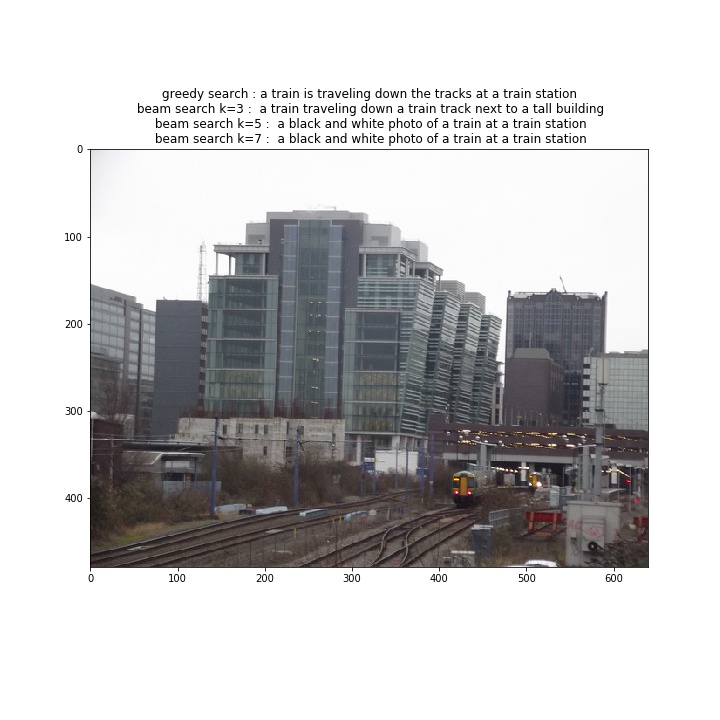 greedy search : a train is traveling down the tracks at a train station
beam search k=3 :  a train traveling down a train track next to a tall building
beam search k=5 :  a black and white photo of a train at a train station
beam search k=7 :  a black and white photo of a train at a train station
0
100
200
300
400
0 100 200 300 400 500 600